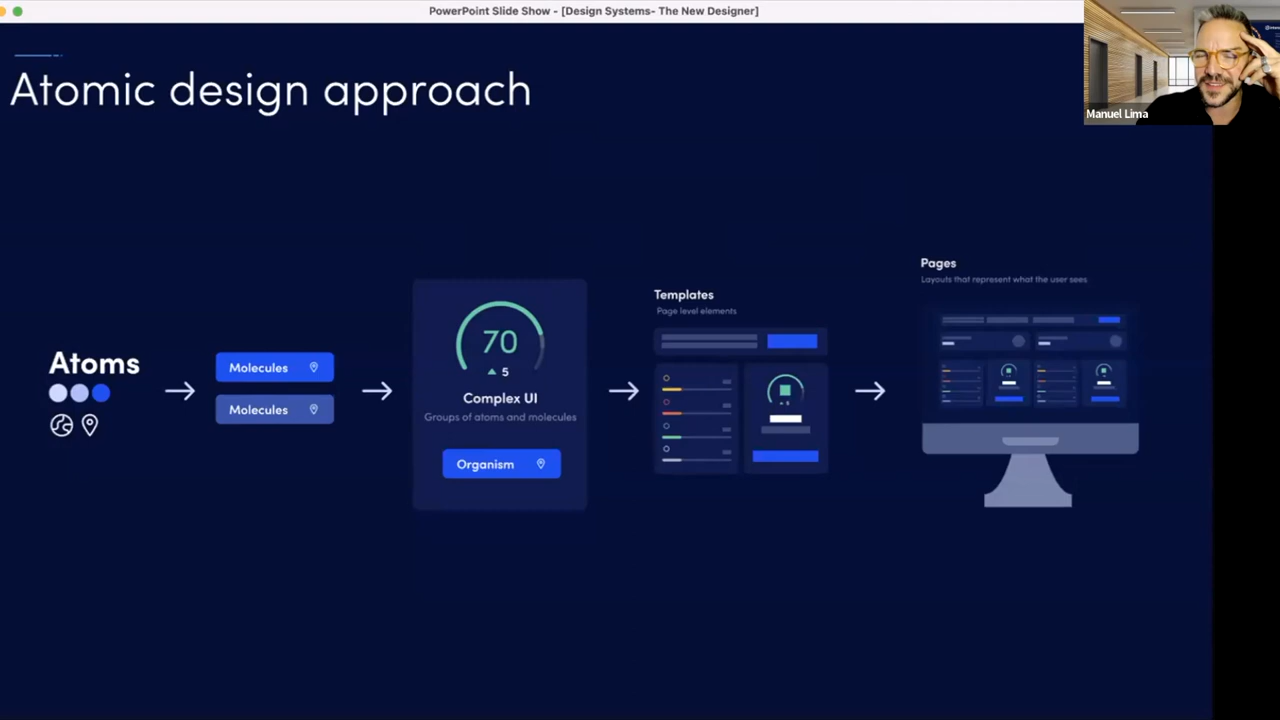 PowerPoint Slide Show - [Design Systems- The New Designer]
Manuel Lima
Atomic design approach
Atoms
Molecules
Molecules
70
5
Complex UI
Groups of atoms and molecules
Organism
Templates
Page level elements
Pages
Layouts that represent what the user sees.